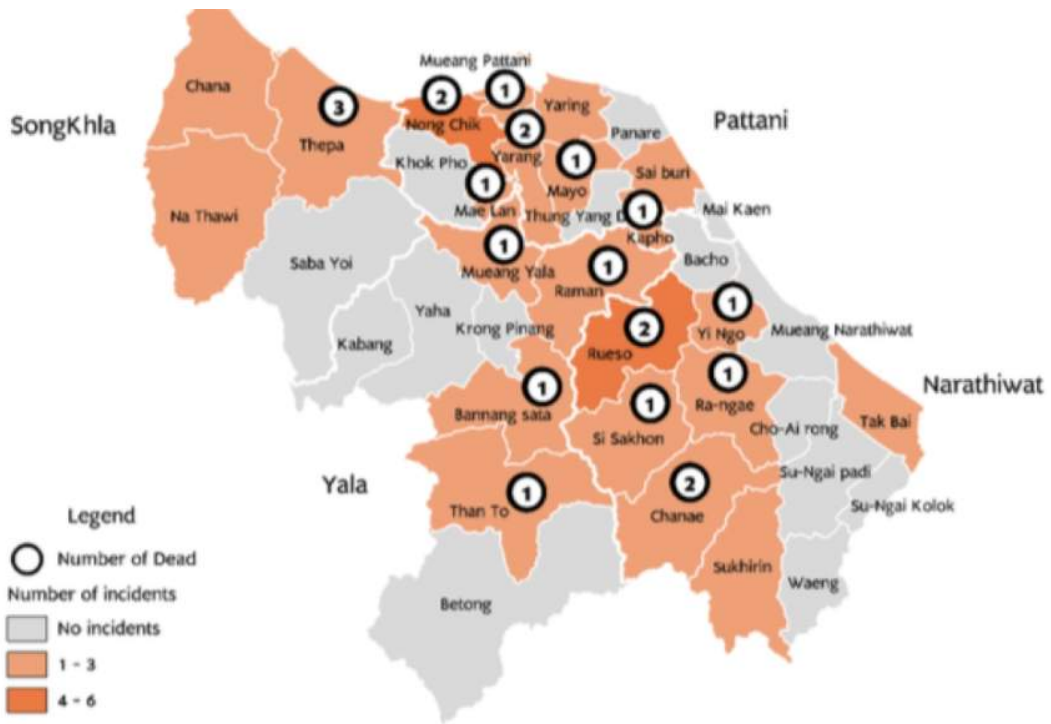 Mueang Pattani
Chana
3
2
1
Yaring
SongKhla
Nong Chik
2
Pattani
Thepa
Panare
Khok Pho
Yarang
1
Sai buri
1
Mayo
Na Thawi
Mae Lan
Thung Yang D
1
Mai Kaen
Kapho
1
Saba Yoi
Mueang Yala
1
Raman
Bacho
Yaha
1
Krong Pinang
2
Yi Ngo
Mueang Narathiwat
Kabang
Rueso
1
Narathiwat
1
1
Ra-ngae
Bannang sata
Si Sakhon
Cho-Ai rong
Tak Bai
Yala
1
2
Su-Ngai padi
Than To
Chanae
Su-Ngai Kolok
Legend
Number of Dead
Sukhirin
Waeng
Number of incidents
Betong
No incidents
1 - 3
4 - 6